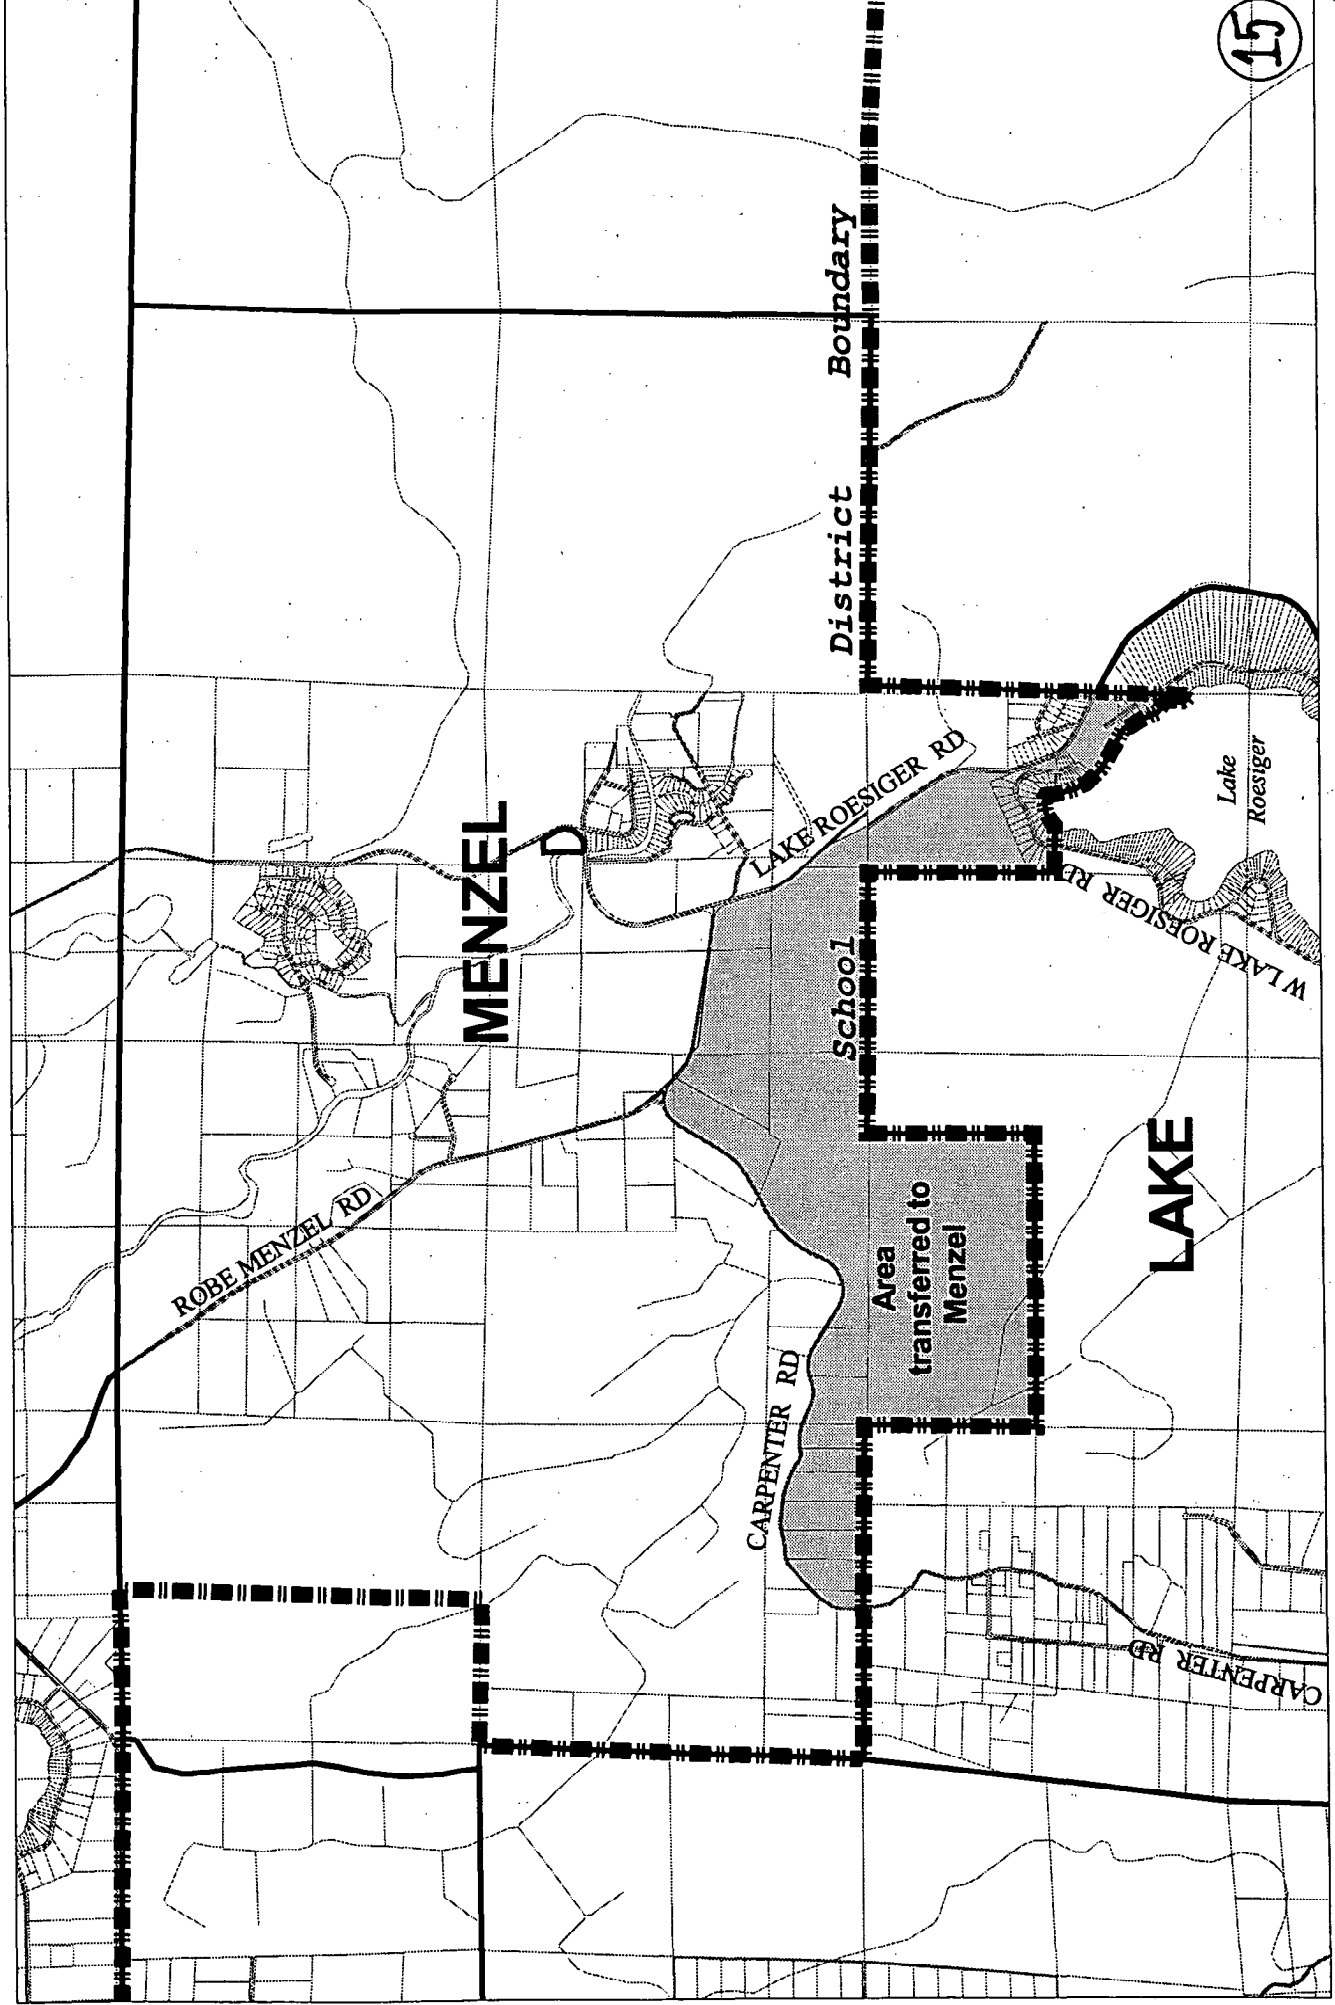 15
MENZEL
D
ROBE MENZEL RD
LAKE ROESIGER RD
School District Boundary
CARPENTER RD
Area
transferred to
Menzel
LAKE
W LAKE ROESIGER RD
Lake
Roesiger
CARPENTER RD